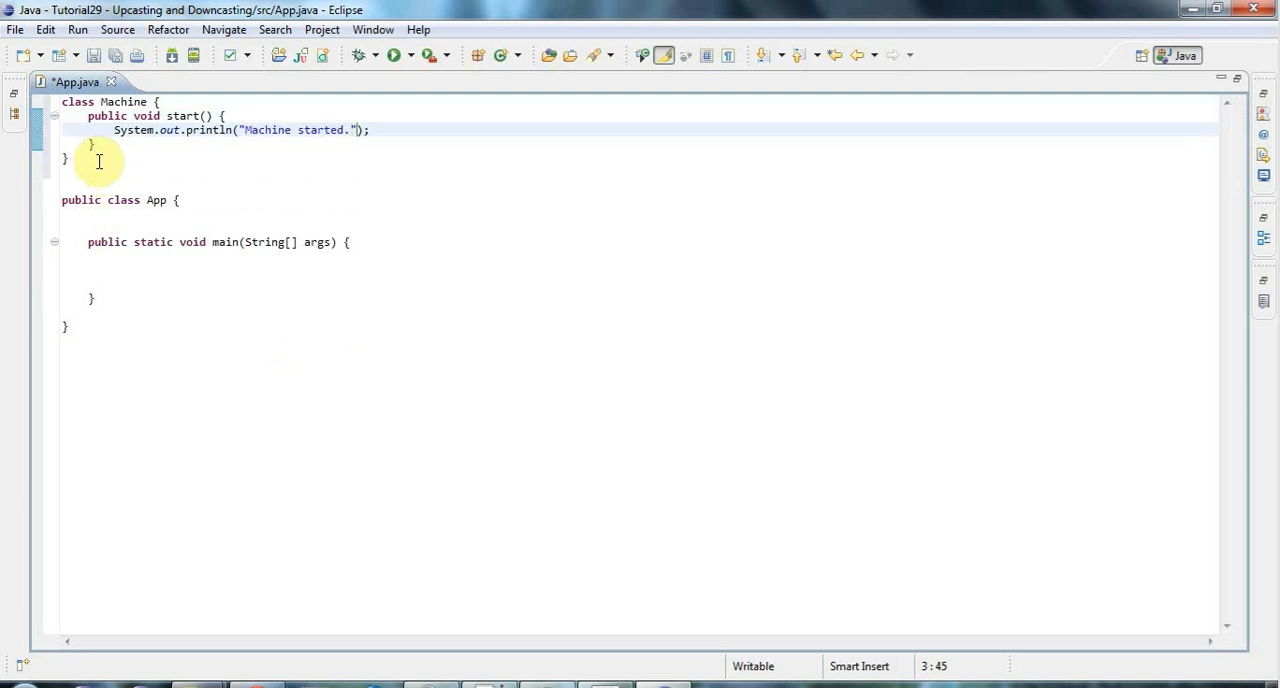 Java - Tutorial29 - Upcasting and Downcasting/src/App.java - Eclipse
File Edit Run Source Refactor Navigate Search Project Window Help
Java
*App.java
class Machine {
public void start() {
System.out.println("Machine started.");
}
}
public class App {
public static void main(String[] args) {
}
}
Writable Smart Insert 3 : 45